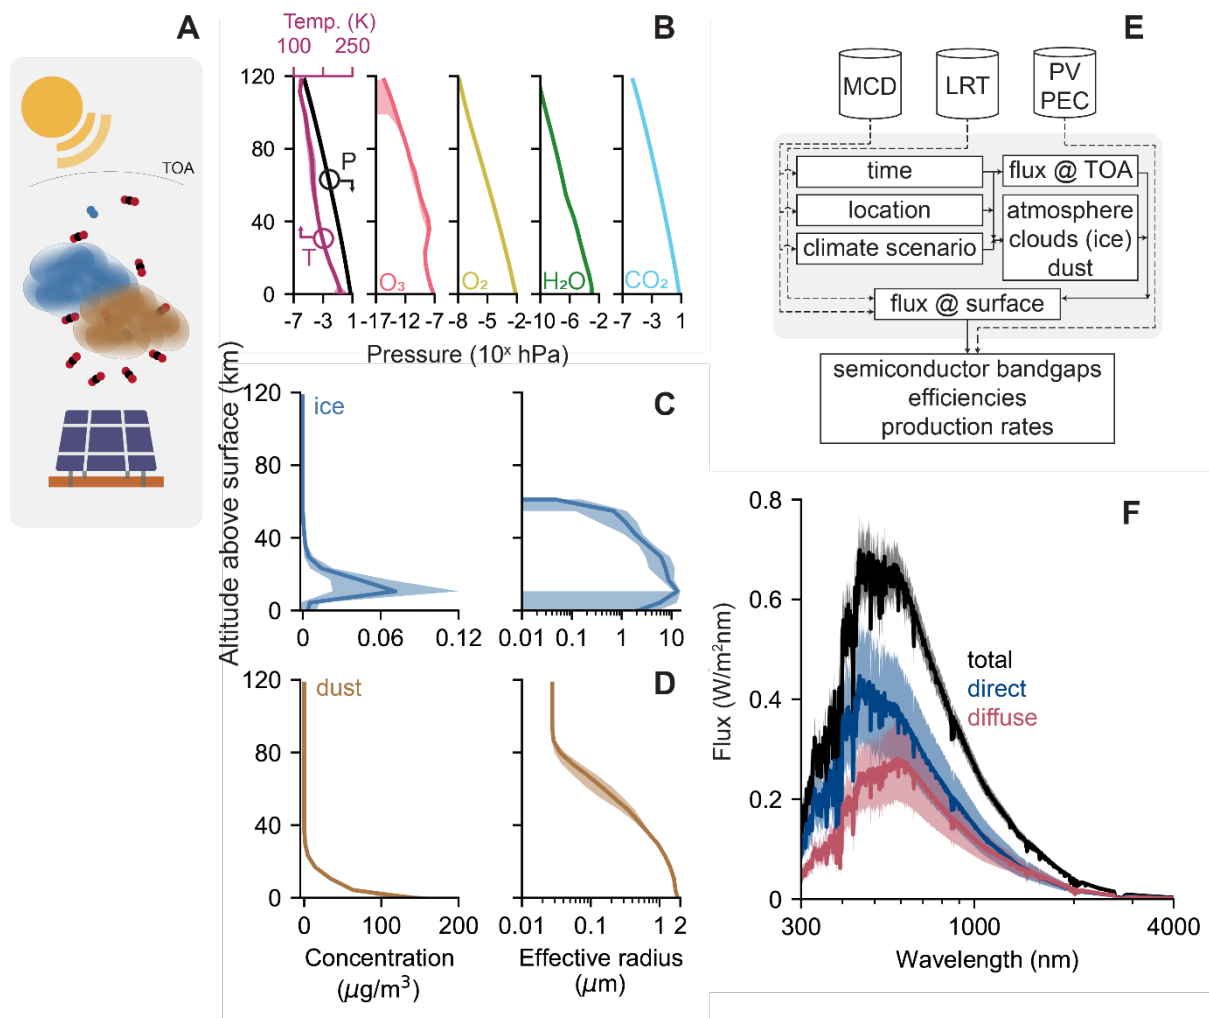 A
TOA
B
Temp. (K)
100 250
120
80
40
0
P
T
O₃
O₂
H₂O
CO₂
-7 -3 1
-17 -12 -7
-8 -5 -2
-10 -6 -2
-7 -3 1
Pressure (10ˣ hPa)
Altitude above surface (km)
C
ice
120
80
40
0
0 0.06 0.12
0.01 0.1 1 10
D
dust
120
80
40
0
0 100 200
0.01 0.1 1 2
Concentration
(μg/m³)
Effective radius
(μm)
E
MCD
LRT
PV
PEC
time
flux @ TOA
location
climate scenario
atmosphere
clouds (ice)
dust
flux @ surface
semiconductor bandgaps
efficiencies
production rates
F
0.8
0.6
0.4
0.2
0
Flux (W/m²nm)
total
direct
diffuse
300 1000 4000
Wavelength (nm)